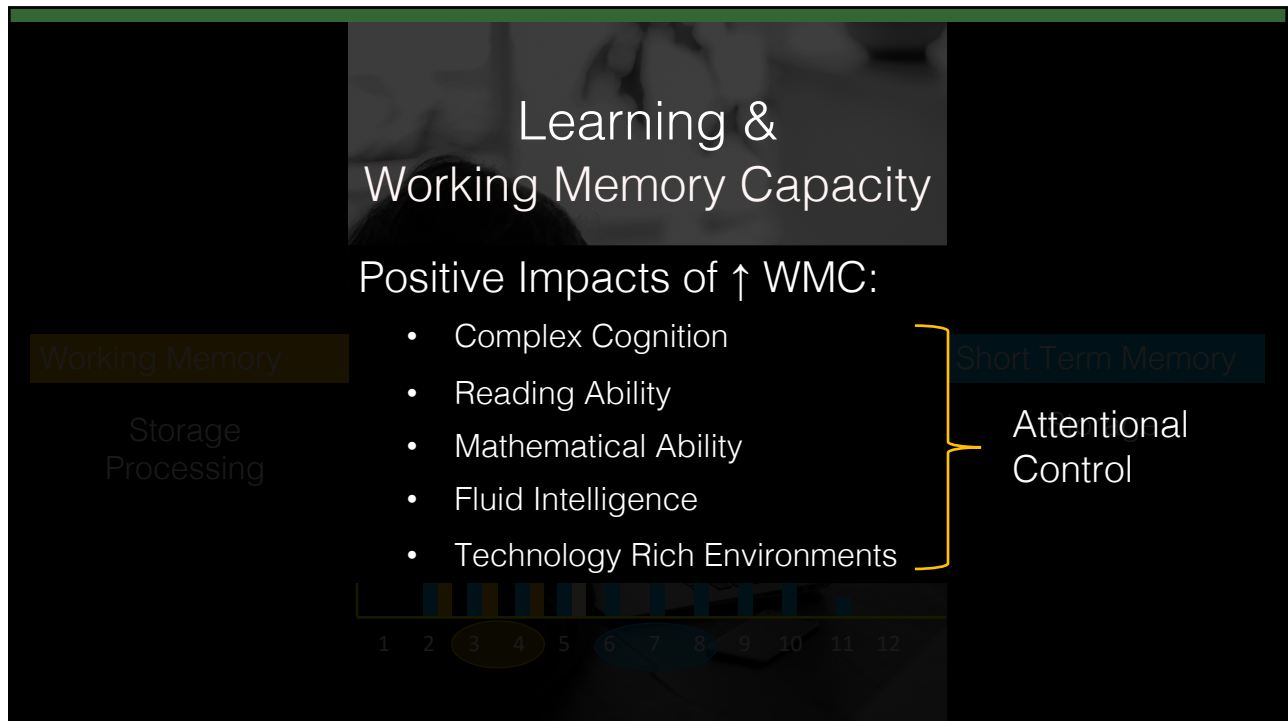 Learning &
Working Memory Capacity
Positive Impacts of ↑ WMC:
• Complex Cognition
• Reading Ability
• Mathematical Ability
• Fluid Intelligence
• Technology Rich Environments
Attentional
Control
Working Memory
Storage
Processing
Short Term Memory
1 2 3 4 5 6 7 8 9 10 11 12